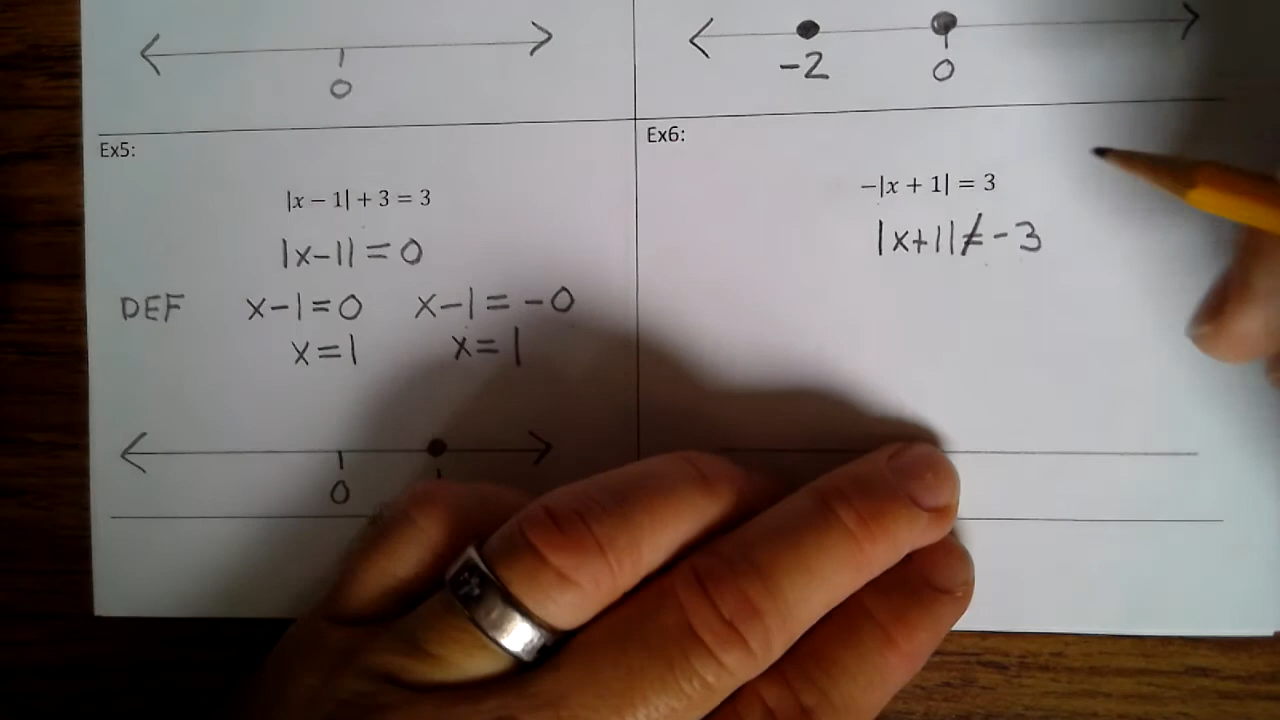 0
-2 0
Ex5:
|x − 1| + 3 = 3
|x-1| = 0
DEF x-1=0 x-1=-0
x=1 x=1
0
Ex6:
−|x + 1| = 3
|x+1| ≠ -3